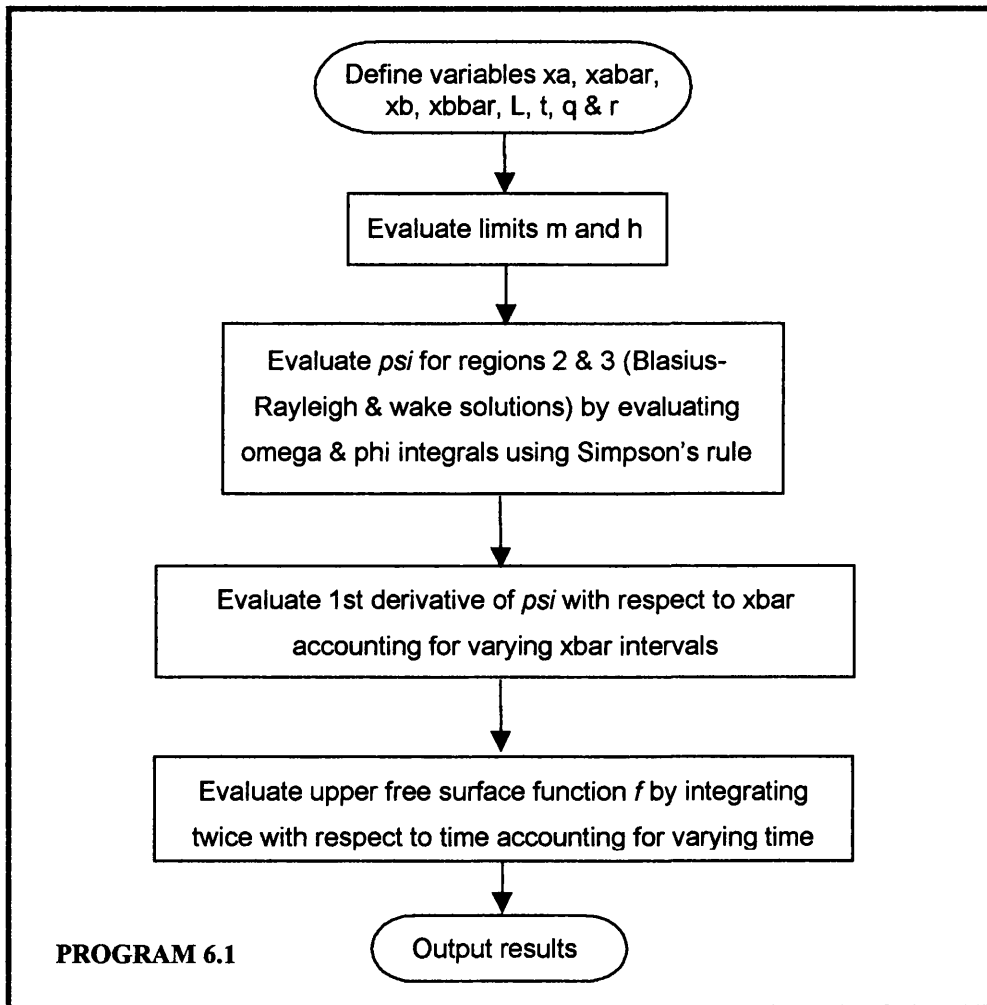 Define variables xa, xabar,
xb, xbbar, L, t, q & r
Evaluate limits m and h
Evaluate psi for regions 2 & 3 (Blasius-
Rayleigh & wake solutions) by evaluating
omega & phi integrals using Simpson's rule
Evaluate 1st derivative of psi with respect to xbar
accounting for varying xbar intervals
Evaluate upper free surface function f by integrating
twice with respect to time accounting for varying time
Output results
PROGRAM 6.1